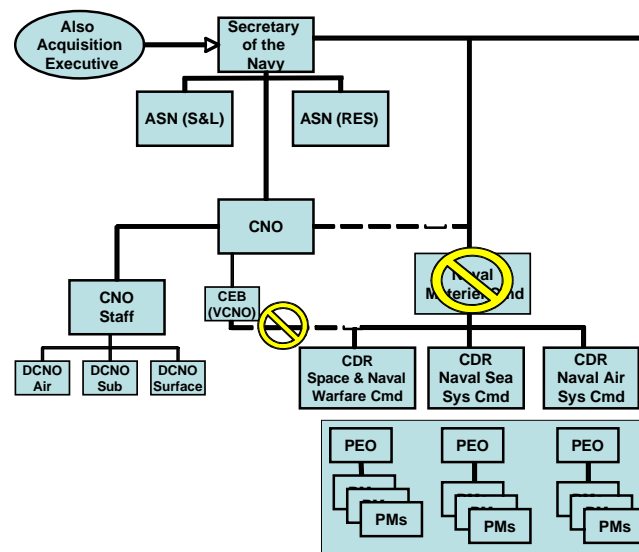 Also
Acquisition
Executive
Secretary
of the
Navy
ASN (S&L)
ASN (RES)
CNO
Naval
Materiel Cmd
CNO
Staff
CEB
(VCNO)
DCNO
Air
DCNO
Sub
DCNO
Surface
CDR
Space & Naval
Warfare Cmd
CDR
Naval Sea
Sys Cmd
CDR
Naval Air
Sys Cmd
PEO
PEO
PEO
PMs
PMs
PMs